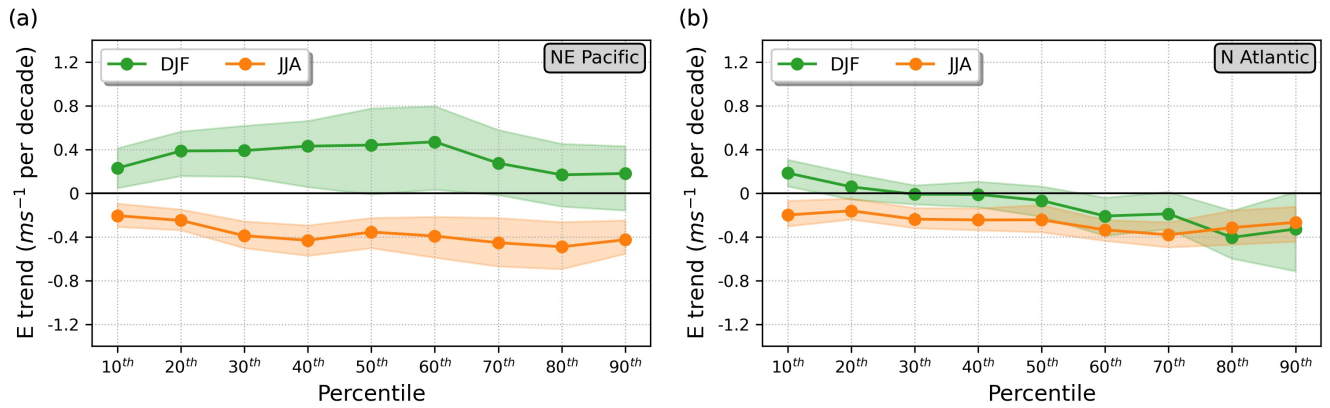 (a)
E trend (ms⁻¹ per decade)
1.2
0.8
0.4
0
-0.4
-0.8
-1.2
DJF JJA
NE Pacific
10th 20th 30th 40th 50th 60th 70th 80th 90th
Percentile
(b)
E trend (ms⁻¹ per decade)
1.2
0.8
0.4
0
-0.4
-0.8
-1.2
DJF JJA
N Atlantic
10th 20th 30th 40th 50th 60th 70th 80th 90th
Percentile